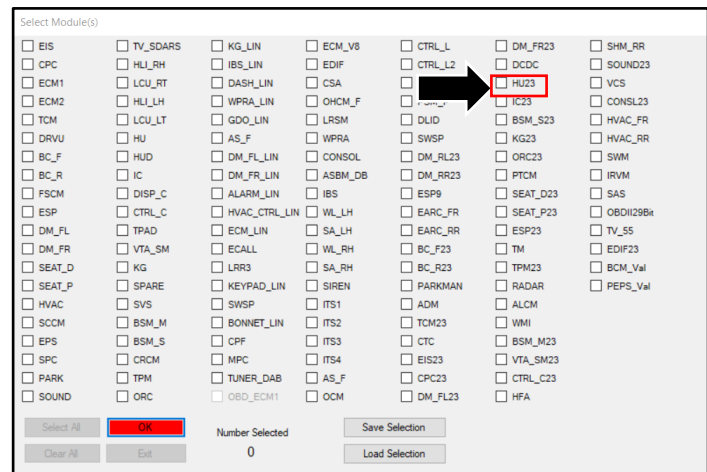 Select Module(s)
EIS TV_SDARS KG_LIN ECM_V8 CTRL_L DM_FR23 SHM_RR
CPC HLI_RH IBS_LIN EDIF CTRL_L2 DCDC SOUND23
ECM1 LCU_RT DASH_LIN CSA HU23 VCS
ECM2 HLI_LH WPRA_LIN OHCM_F IC23 CONSL23
TCM LCU_LT GDO_LIN LRSM DLID BSM_S23 HVAC_FR
DRVU HU AS_F WPRA SWSP KG23 HVAC_RR
BC_F HUD DM_FL_LIN CONSOL DM_RL23 ORC23 SWM
BC_R IC DM_FR_LIN ASBM_DB DM_RR23 PTCM IRVM
FSCM DISP_C ALARM_LIN IBS ESP9 SEAT_D23 SAS
ESP CTRL_C HVAC_CTRL_LIN WL_LH EARC_FR SEAT_P23 OBDII29Bit
DM_FL TPAD ECM_LIN SA_LH EARC_RR ESP23 TV_55
DM_FR VTA_SM ECALL WL_RH BC_F23 TM EDIF23
SEAT_D KG LRR3 SA_RH BC_R23 TPM23 BCM_Val
SEAT_P SPARE KEYPAD_LIN SIREN PARKMAN RADAR PEPS_Val
HVAC SVS SWSP ITS1 ADM ALCM
SCCM BSM_M BONNET_LIN ITS2 TCM23 WMI
EPS BSM_S CPF ITS3 CTC BSM_M23
SPC CRCM MPC ITS4 EIS23 VTA_SM23
PARK TPM TUNER_DAB AS_F CPC23 CTRL_C23
SOUND ORC OBD_ECM1 OCM DM_FL23 HFA
Select All OK Number Selected Save Selection
Clear All Exit 0 Load Selection